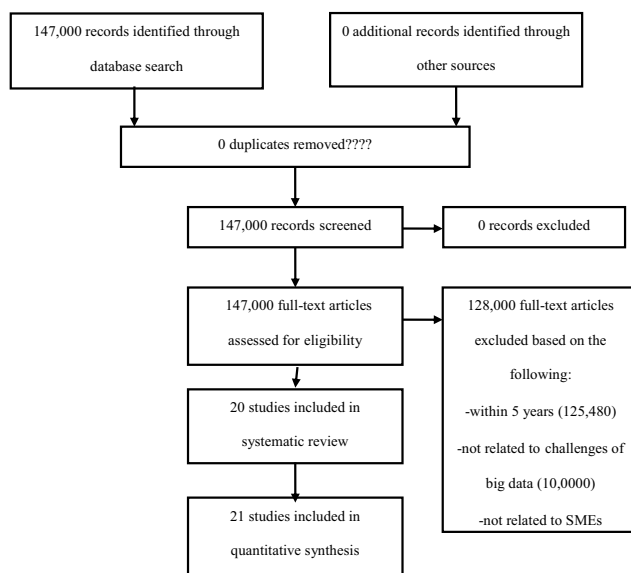 147,000 records identified through
database search
0 additional records identified through
other sources
0 duplicates removed????
147,000 records screened
0 records excluded
147,000 full-text articles
assessed for eligibility
128,000 full-text articles
excluded based on the
following:
-within 5 years (125,480)
-not related to challenges of
big data (10,0000)
-not related to SMEs
20 studies included in
systematic review
21 studies included in
quantitative synthesis